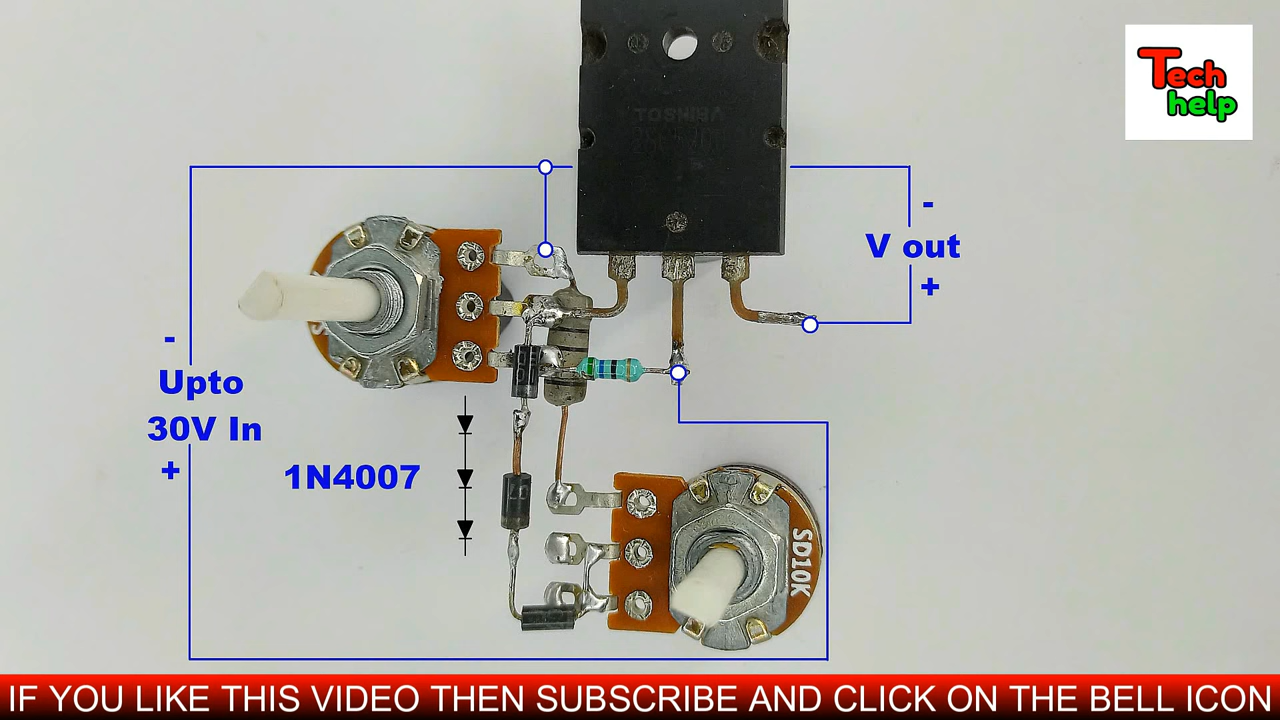 Tech
help
TOSHIBA
-
V out
+
-
Upto
30V In
+
1N4007
SD10K
IF YOU LIKE THIS VIDEO THEN SUBSCRIBE AND CLICK ON THE BELL ICON